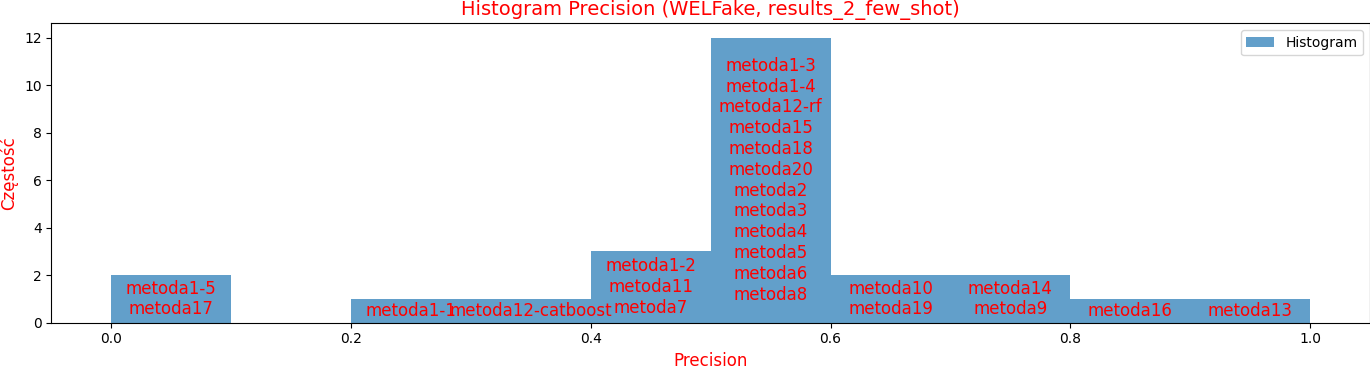 Histogram Precision (WELFake, results_2_few_shot)
Histogram
Częstość
12
10
8
6
4
2
0
metoda1-5
metoda17
metoda1-1
metoda12-catboost
metoda1-2
metoda11
metoda7
metoda1-3
metoda1-4
metoda12-rf
metoda15
metoda18
metoda20
metoda2
metoda3
metoda4
metoda5
metoda6
metoda8
metoda10
metoda19
metoda14
metoda9
metoda16
metoda13
0.0 0.2 0.4 0.6 0.8 1.0
Precision